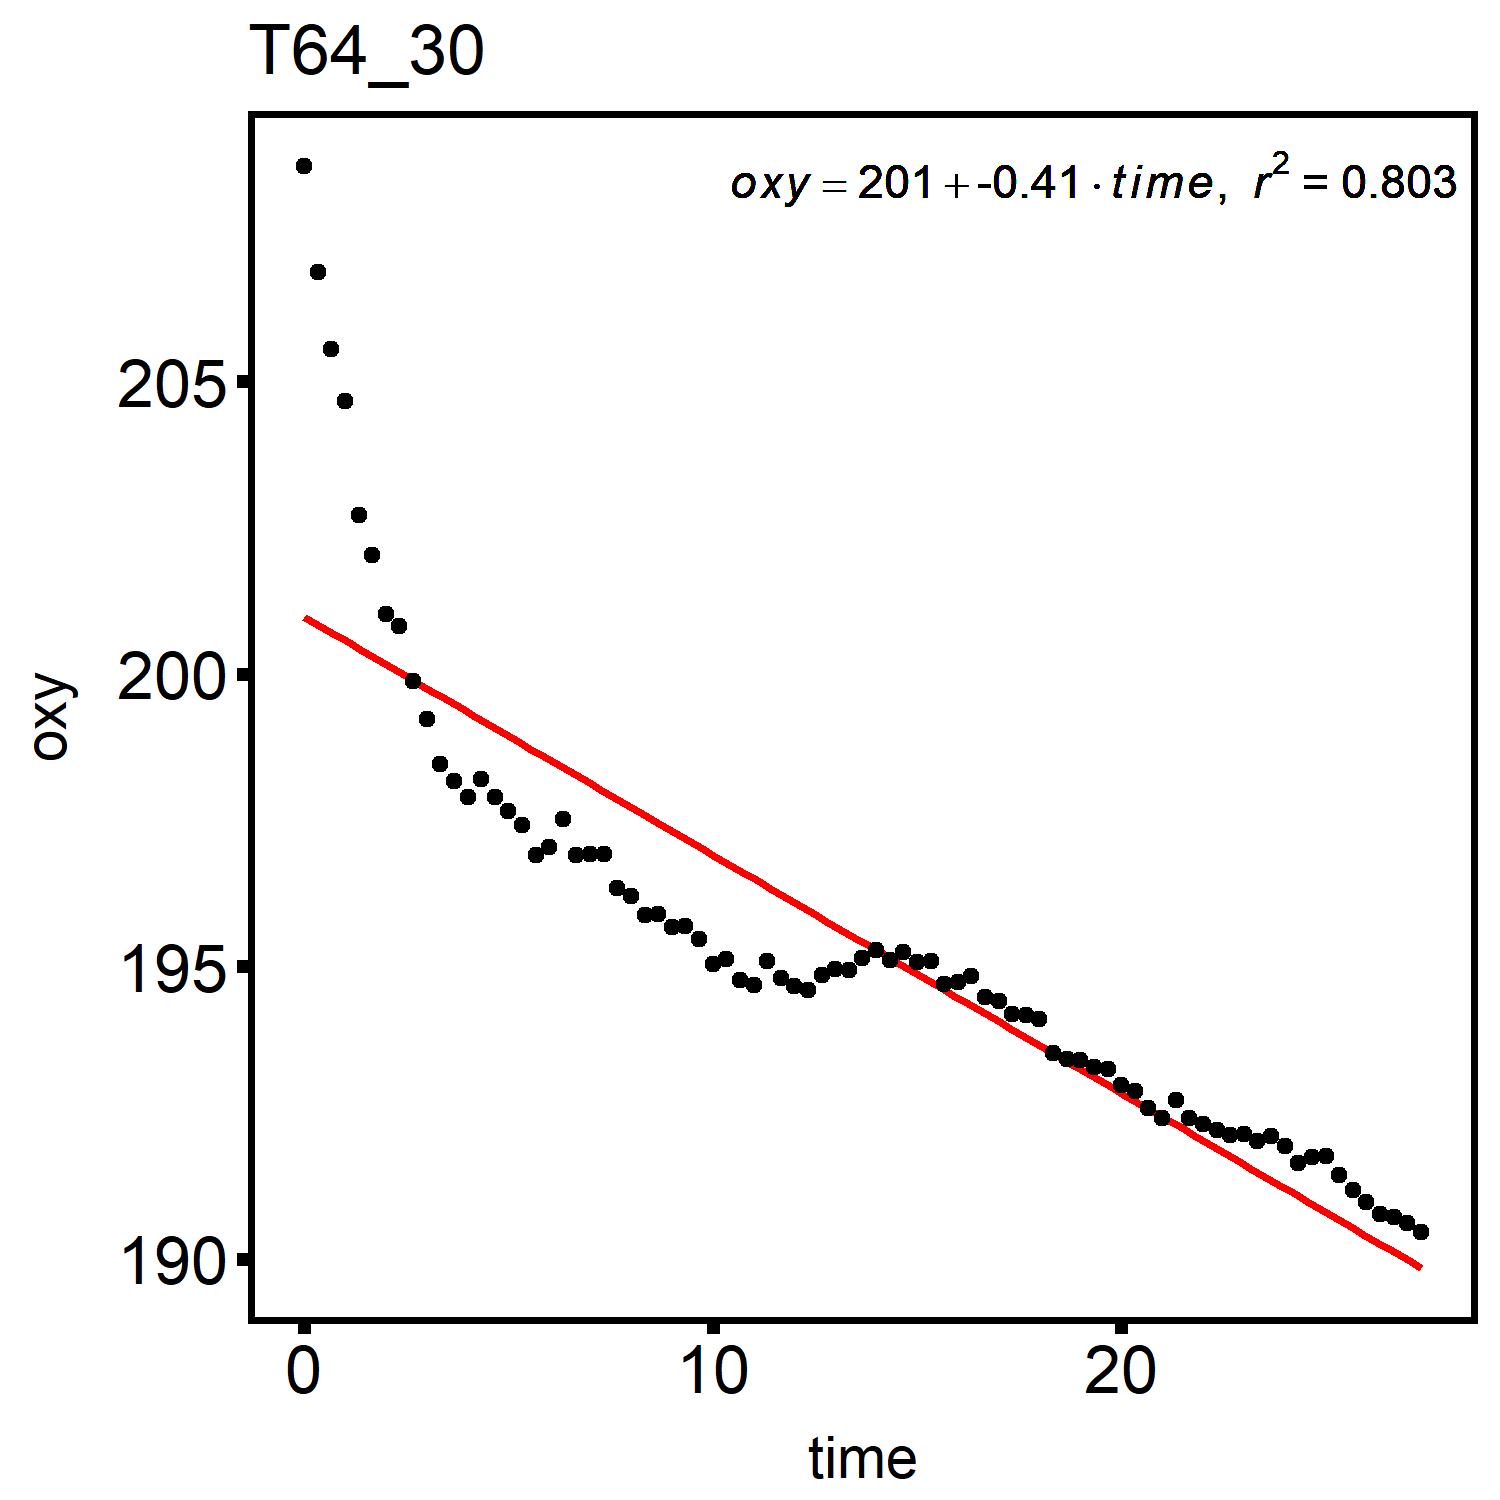 T64_30
oxy = 201 + -0.41 · time, r² = 0.803
205
200
195
190
oxy
0 10 20
time